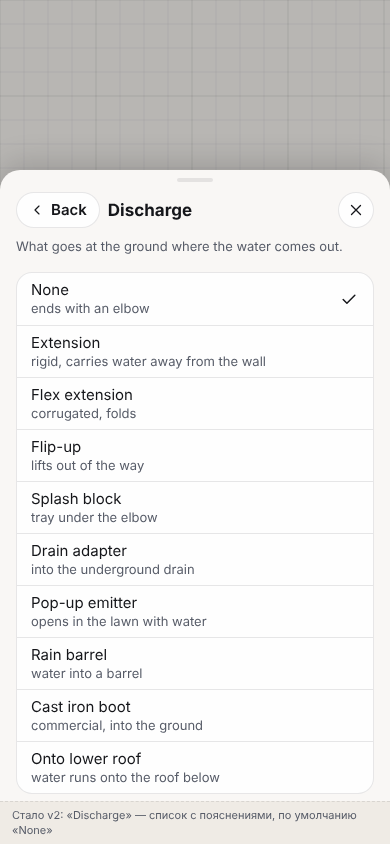 Back Discharge
What goes at the ground where the water comes out.
None
ends with an elbow
Extension
rigid, carries water away from the wall
Flex extension
corrugated, folds
Flip-up
lifts out of the way
Splash block
tray under the elbow
Drain adapter
into the underground drain
Pop-up emitter
opens in the lawn with water
Rain barrel
water into a barrel
Cast iron boot
commercial, into the ground
Onto lower roof
water runs onto the roof below
Стало v2: «Discharge» — список с пояснениями, по умолчанию
«None»